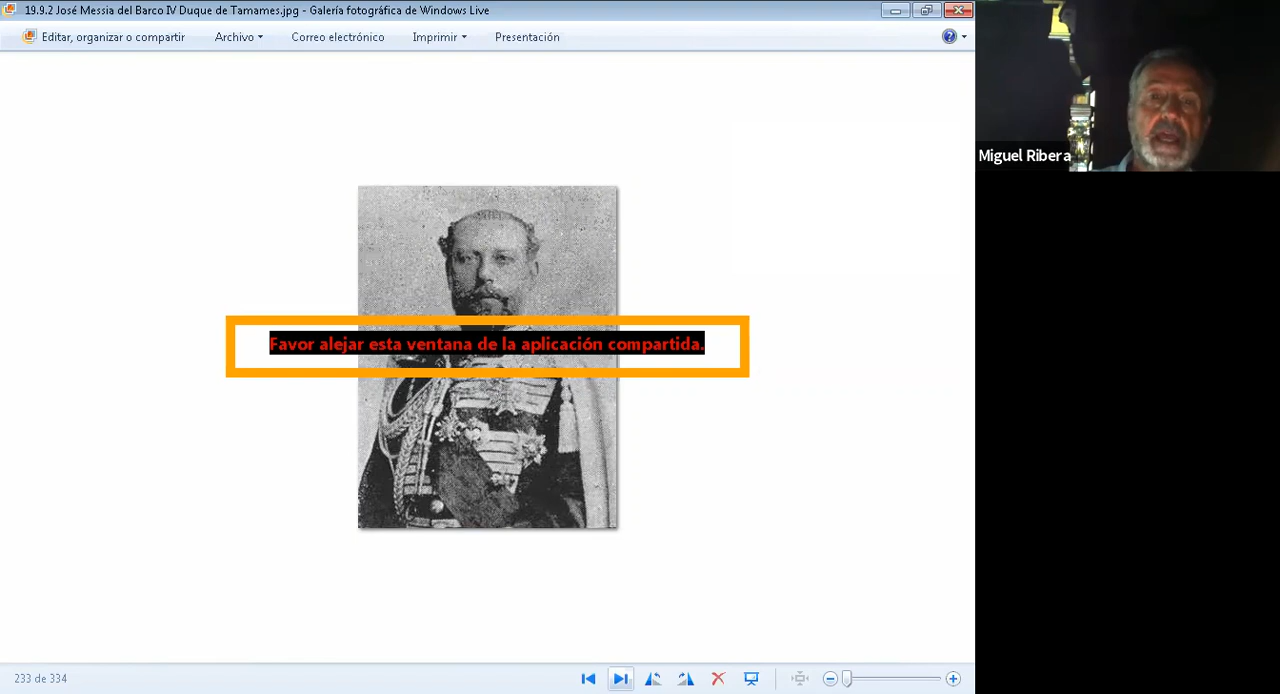 19.9.2 José Messia del Barco IV Duque de Tamames.jpg - Galería fotográfica de Windows Live
Editar, organizar o compartir Archivo Correo electrónico Imprimir Presentación
Miguel Ribera
Favor alejar esta ventana de la aplicación compartida.
233 de 334